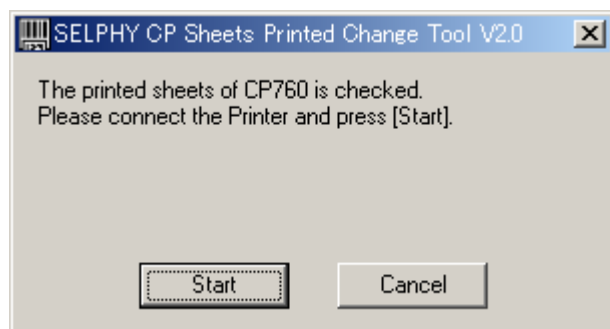 SELPHY CP Sheets Printed Change Tool V2.0
The printed sheets of CP760 is checked.
Please connect the Printer and press [Start].
Start
Cancel